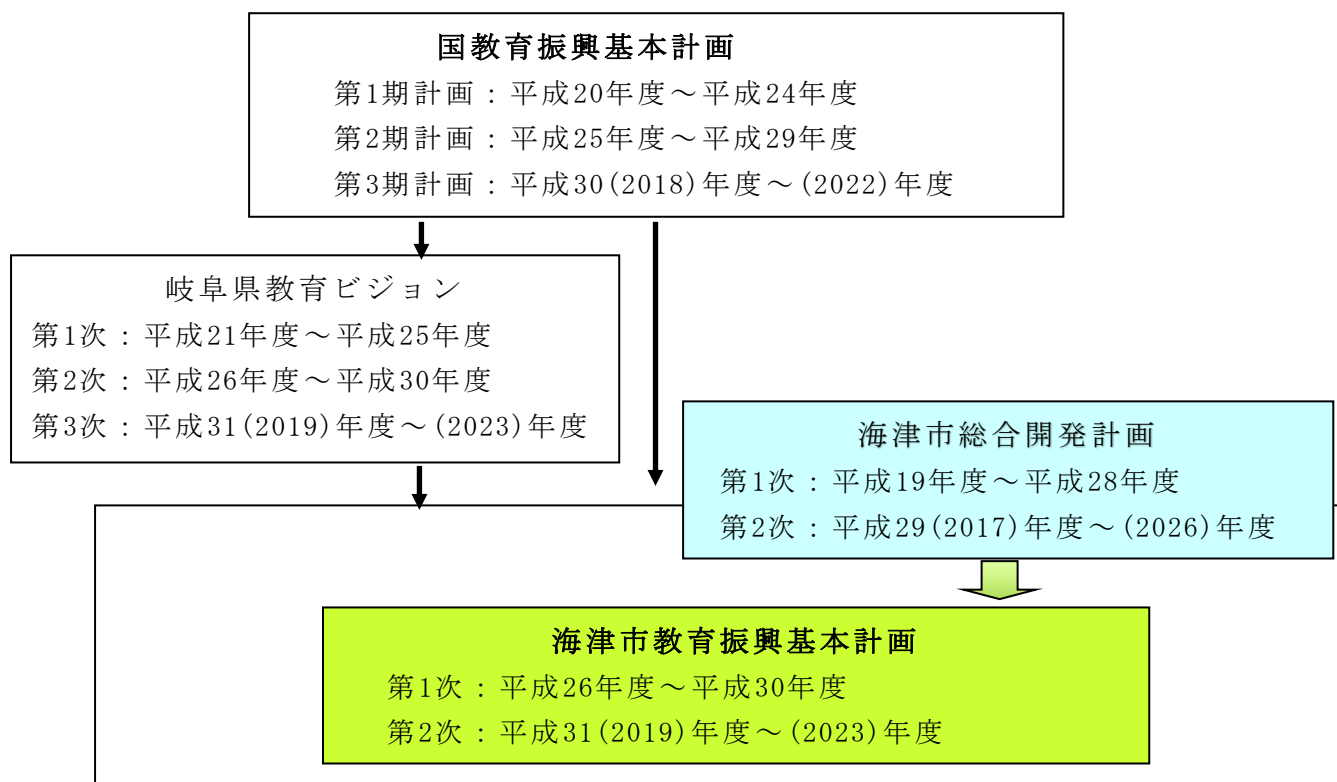 国教育振興基本計画
第1期計画：平成20年度～平成24年度
第2期計画：平成25年度～平成29年度
第3期計画：平成30(2018)年度～(2022)年度
岐阜県教育ビジョン
第1次：平成21年度～平成25年度
第2次：平成26年度～平成30年度
第3次：平成31(2019)年度～(2023)年度
海津市総合開発計画
第1次：平成19年度～平成28年度
第2次：平成29(2017)年度～(2026)年度
海津市教育振興基本計画
第1次：平成26年度～平成30年度
第2次：平成31(2019)年度～(2023)年度